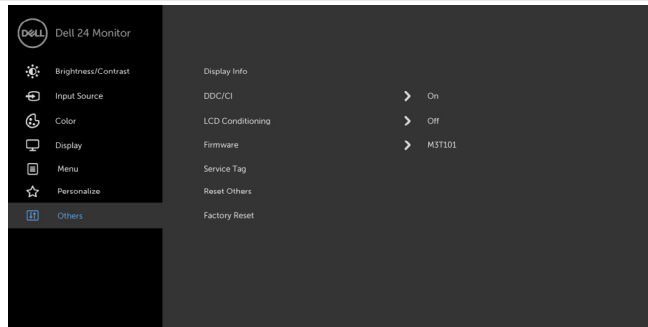 DELL Dell 24 Monitor
Brightness/Contrast Display Info
Input Source DDC/CI On
Color LCD Conditioning Off
Display Firmware M3T101
Menu Service Tag
Personalize Reset Others
Others Factory Reset